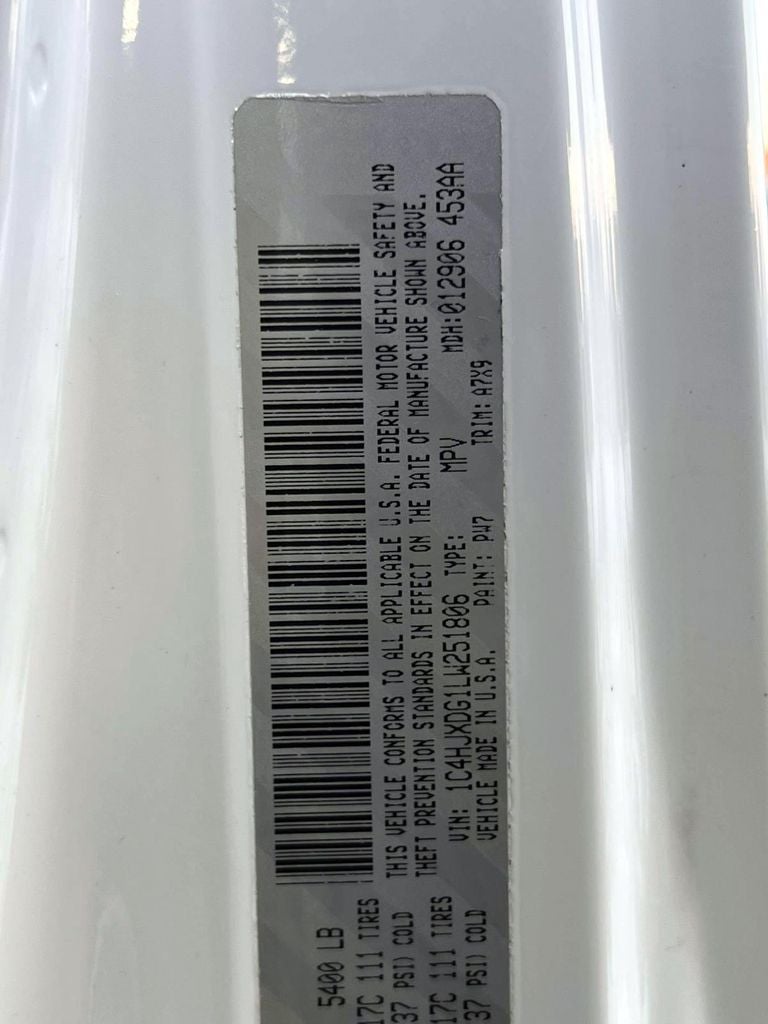 5400 LB
17C 111 TIRES
37 PSI) COLD
17C 111 TIRES
37 PSI) COLD
THIS VEHICLE CONFORMS TO ALL APPLICABLE U.S.A. FEDERAL MOTOR VEHICLE SAFETY AND
THEFT PREVENTION STANDARDS IN EFFECT ON THE DATE OF MANUFACTURE SHOWN ABOVE.
VIN: 1C4HJXDG1LW251806 TYPE: MPV MDH:012906 453AA
VEHICLE MADE IN U.S.A. PAINT: PW7 TRIM: A7X9